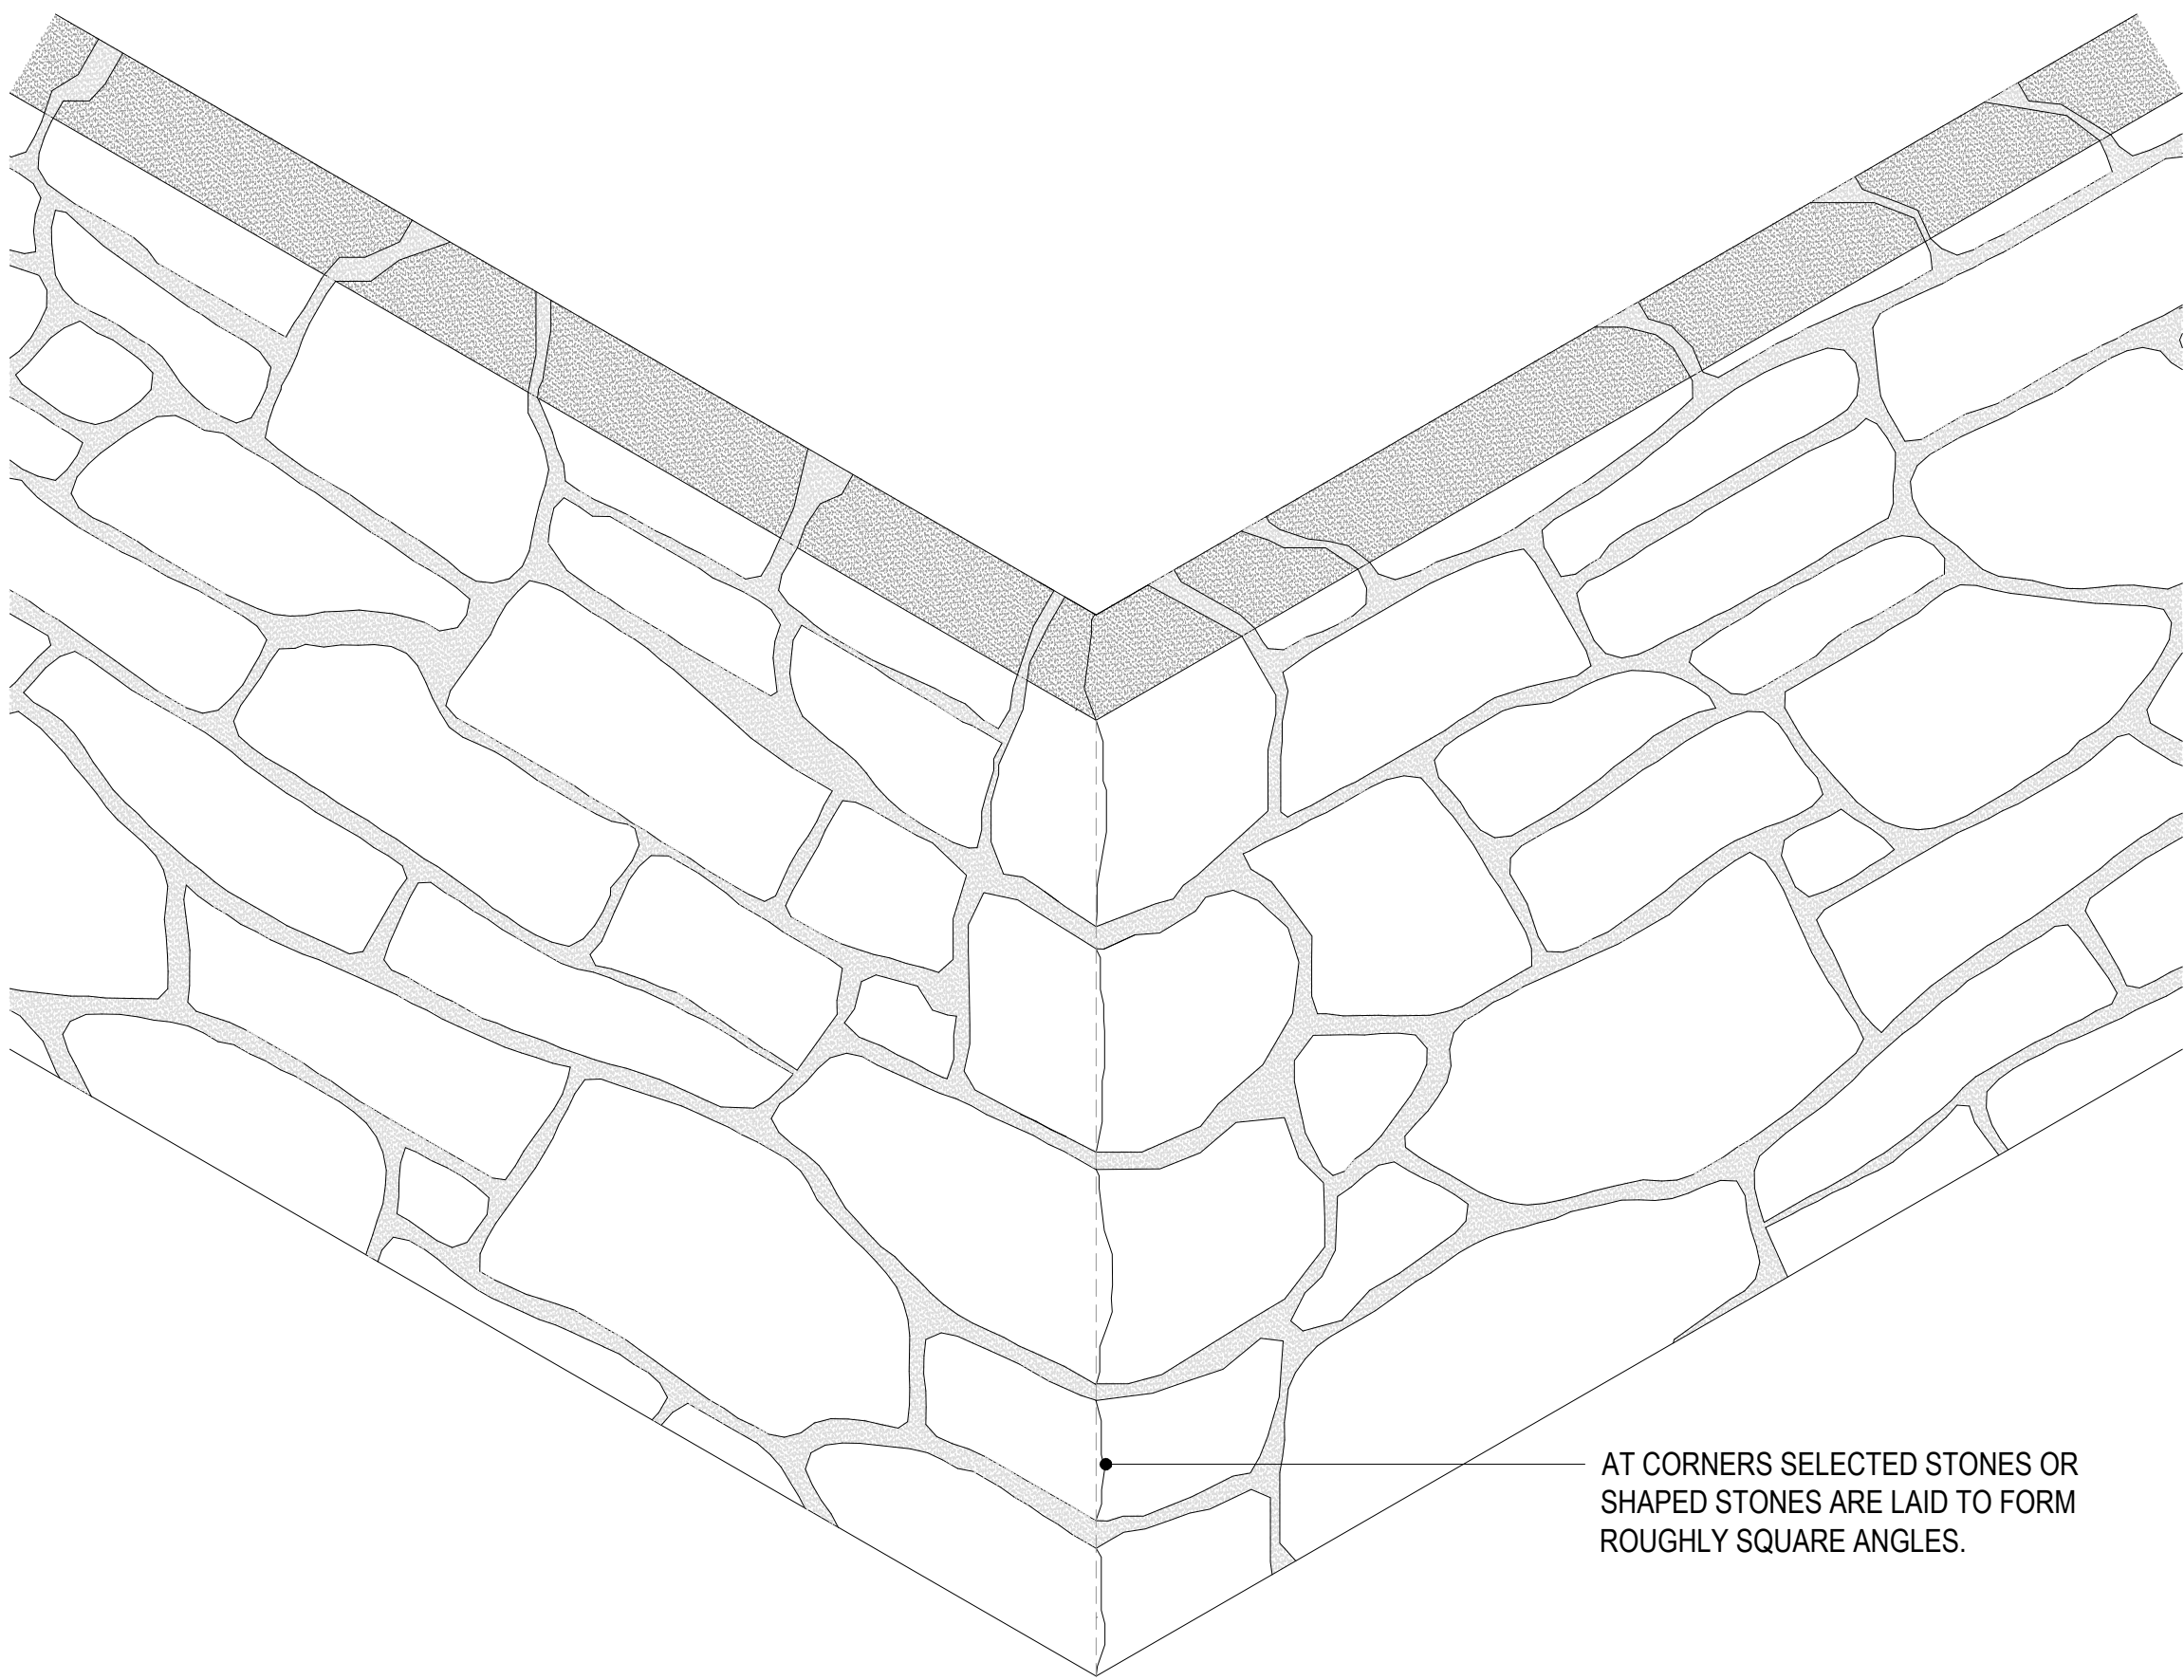 AT CORNERS SELECTED STONES OR
SHAPED STONES ARE LAID TO FORM
ROUGHLY SQUARE ANGLES.